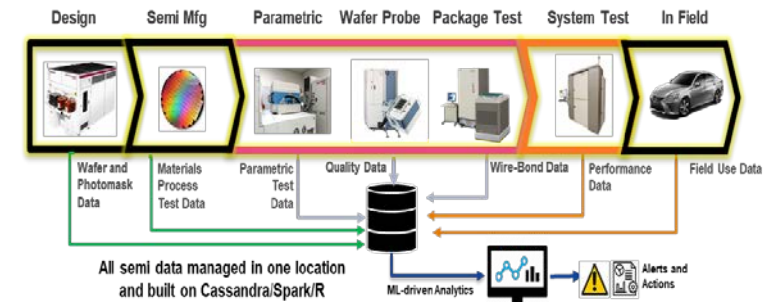 Design
Semi Mfg
Parametric
Wafer Probe
Package Test
System Test
In Field
Wafer and
Photomask
Data
Materials
Process
Test Data
Parametric
Test
Data
Quality Data
Wire-Bond Data
Performance
Data
Field Use Data
All semi data managed in one location
and built on Cassandra/Spark/R
ML-driven Analytics
Alerts and
Actions